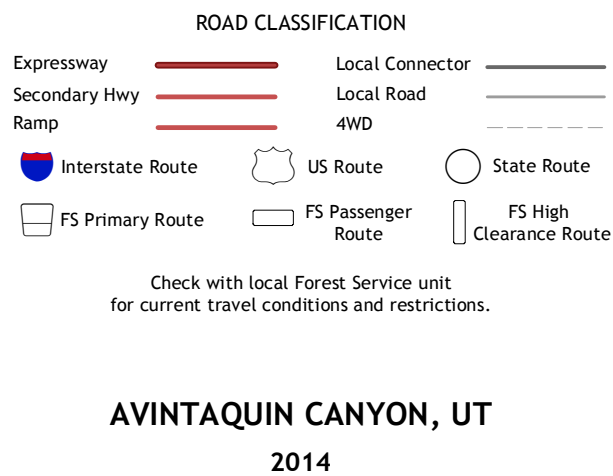 ROAD CLASSIFICATION
Expressway
Local Connector
Secondary Hwy
Local Road
Ramp
4WD
Interstate Route
US Route
State Route
FS Primary Route
FS Passenger
Route
FS High
Clearance Route
Check with local Forest Service unit
for current travel conditions and restrictions.
AVINTAQUIN CANYON, UT
2014